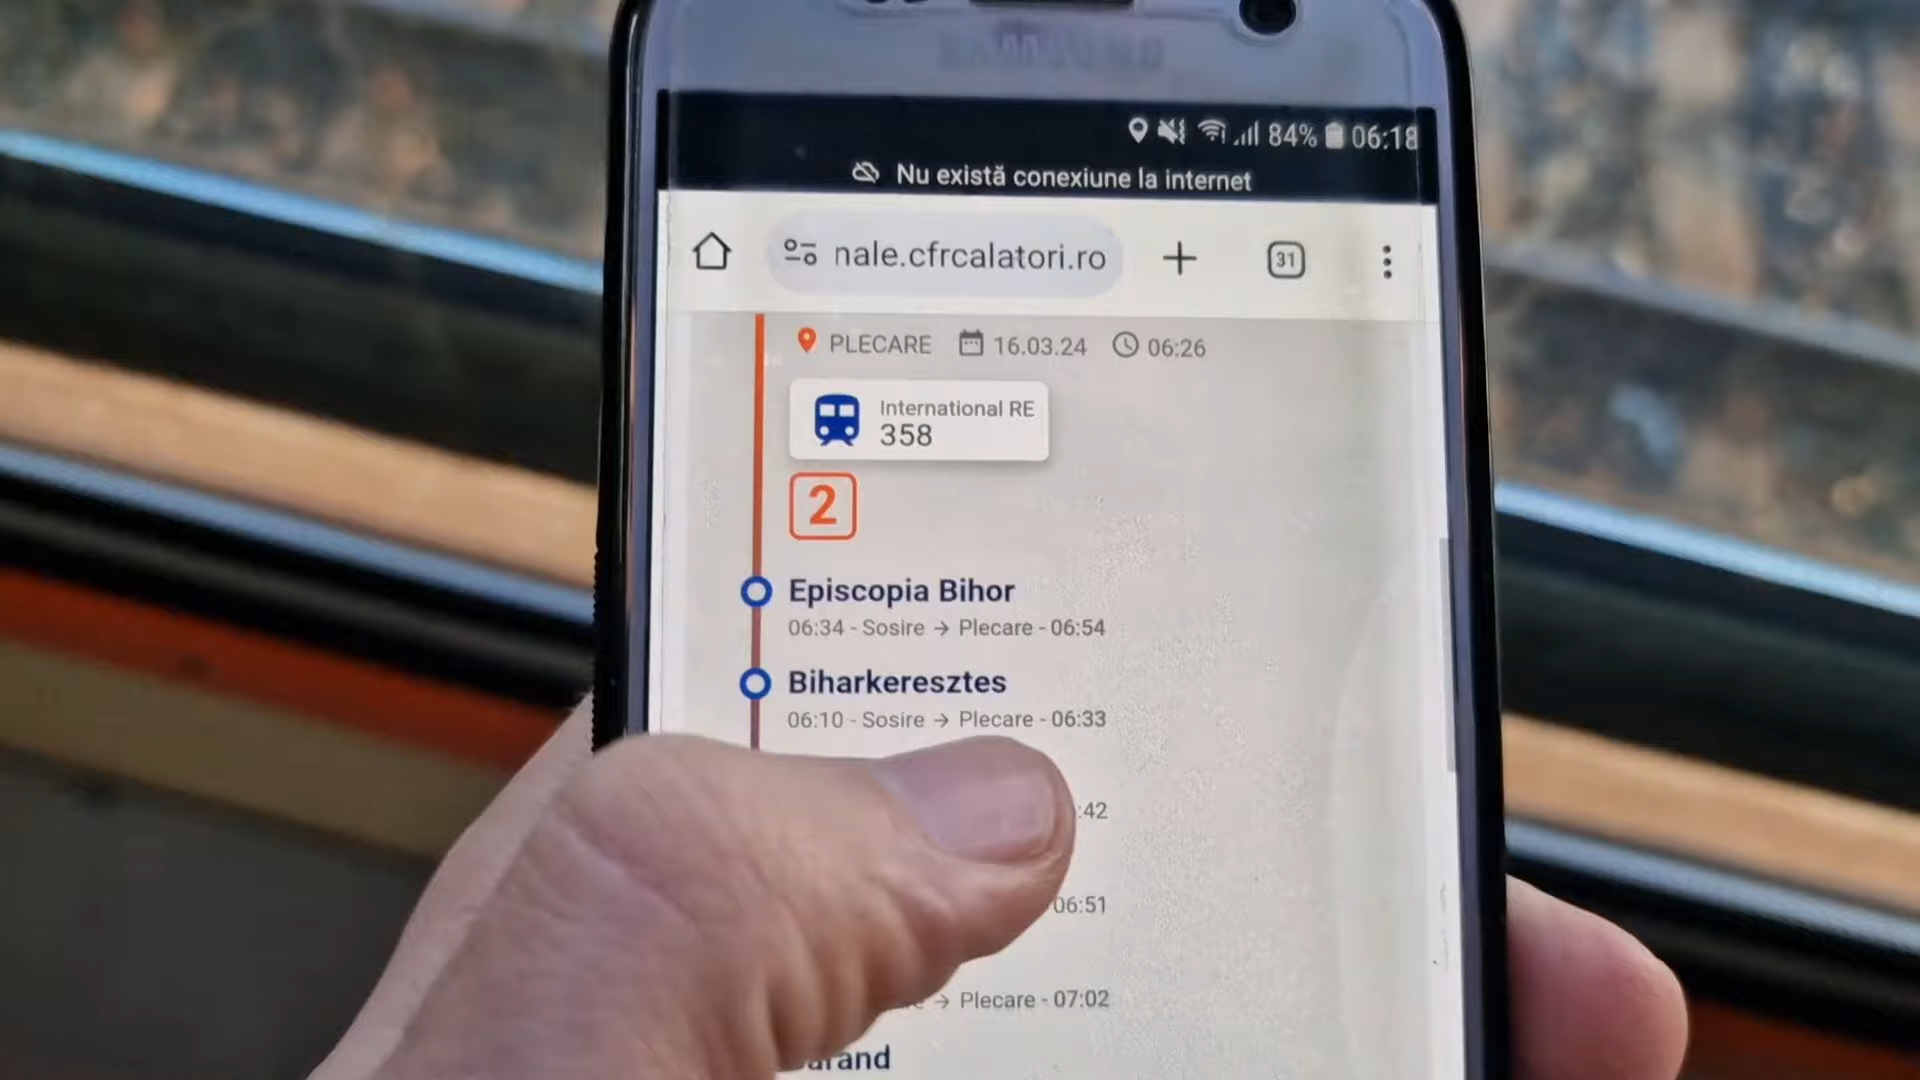 84% 06:18
Nu există conexiune la internet
nale.cfrcalatori.ro 31
PLECARE 16.03.24 06:26
International RE
358
2
Episcopia Bihor
06:34 - Sosire → Plecare - 06:54
Biharkeresztes
06:10 - Sosire → Plecare - 06:33
:42
06:51
→ Plecare - 07:02
arand